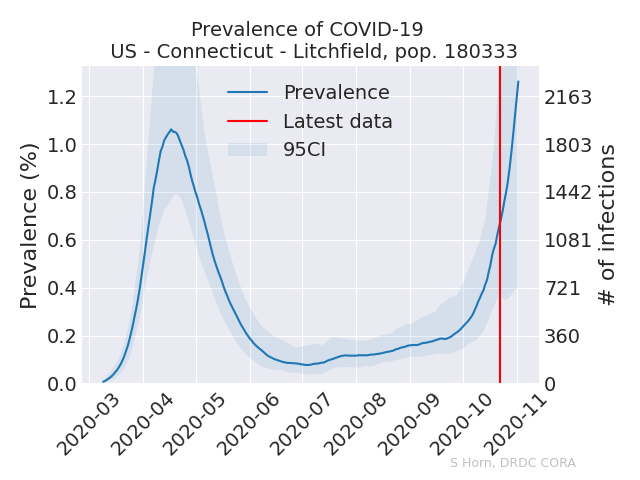 Prevalence of COVID-19
US - Connecticut - Litchfield, pop. 180333
Prevalence
Latest data
95CI
Prevalence (%)
1.2
1.0
0.8
0.6
0.4
0.2
0.0
2163
1803
1442
1081
721
360
0
# of infections
2020-03
2020-04
2020-05
2020-06
2020-07
2020-08
2020-09
2020-10
2020-11
S Horn, DRDC CORA